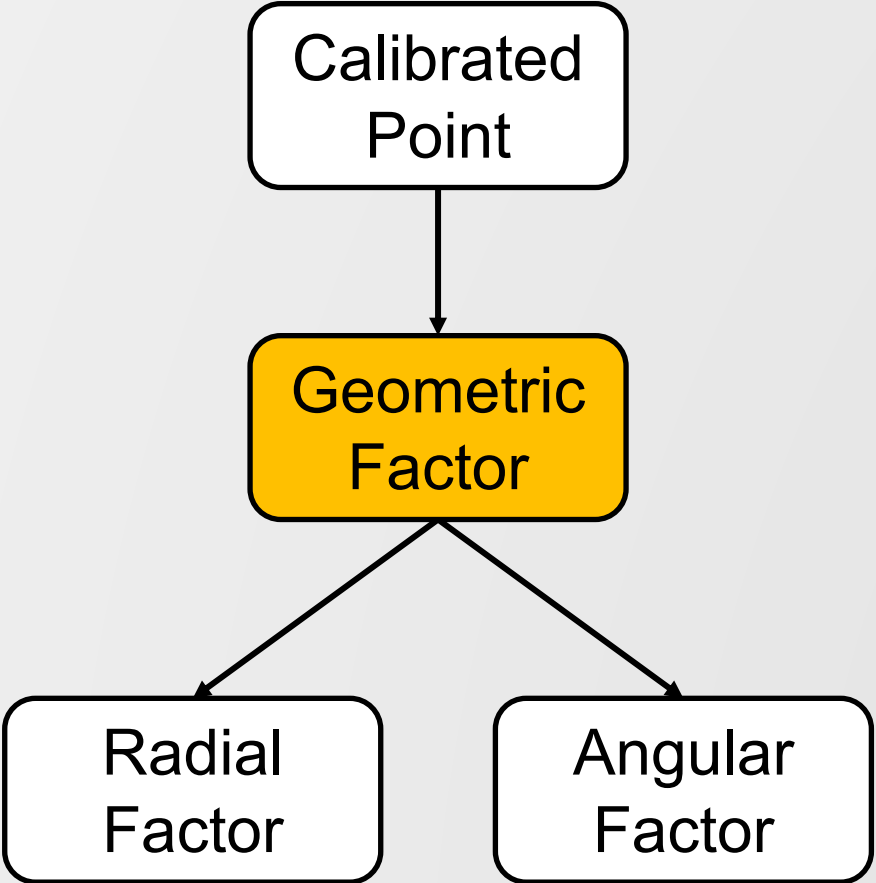 Calibrated
Point
Geometric
Factor
Radial
Factor
Angular
Factor